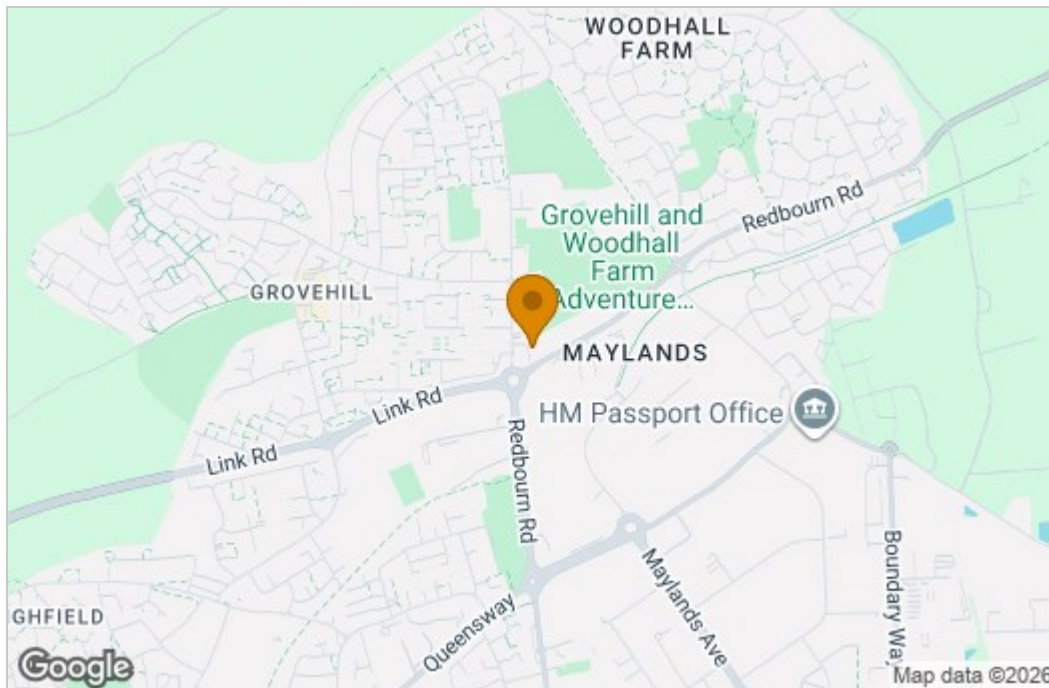 WOODHALL
FARM
Redbourn Rd
Grovehill and
Woodhall
Farm
Adventure...
GROVEHILL
MAYLANDS
Link Rd
HM Passport Office
Link Rd
Redbourn Rd
Maylands Ave
Boundary Way
GHFIELD
Queensway
Google
Map data ©2026